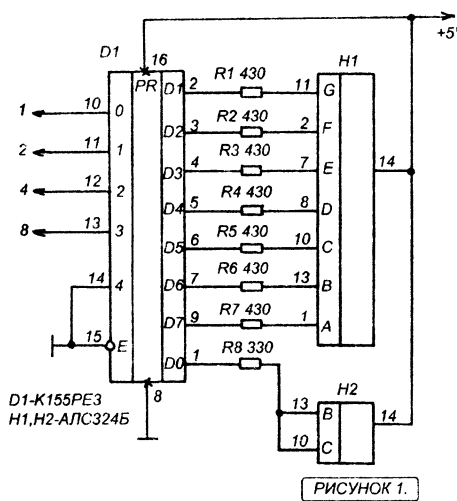 +5
D1
16
H1
PR
D1 2 R1 430 11 G
1 10 0
D2 3 R2 430 2 F
2 11 1
D3 4 R3 430 7 E 14
4 12 2
D4 5 R4 430 8 D
8 13 3
D5 6 R5 430 10 C
D6 7 R6 430 13 B
14 4
D7 9 R7 430 1 A
15 E
D0 1 R8 330
H2
8
13 B 14
10 C
D1-К155РЕ3
H1,H2-АЛС324Б
РИСУНОК 1.